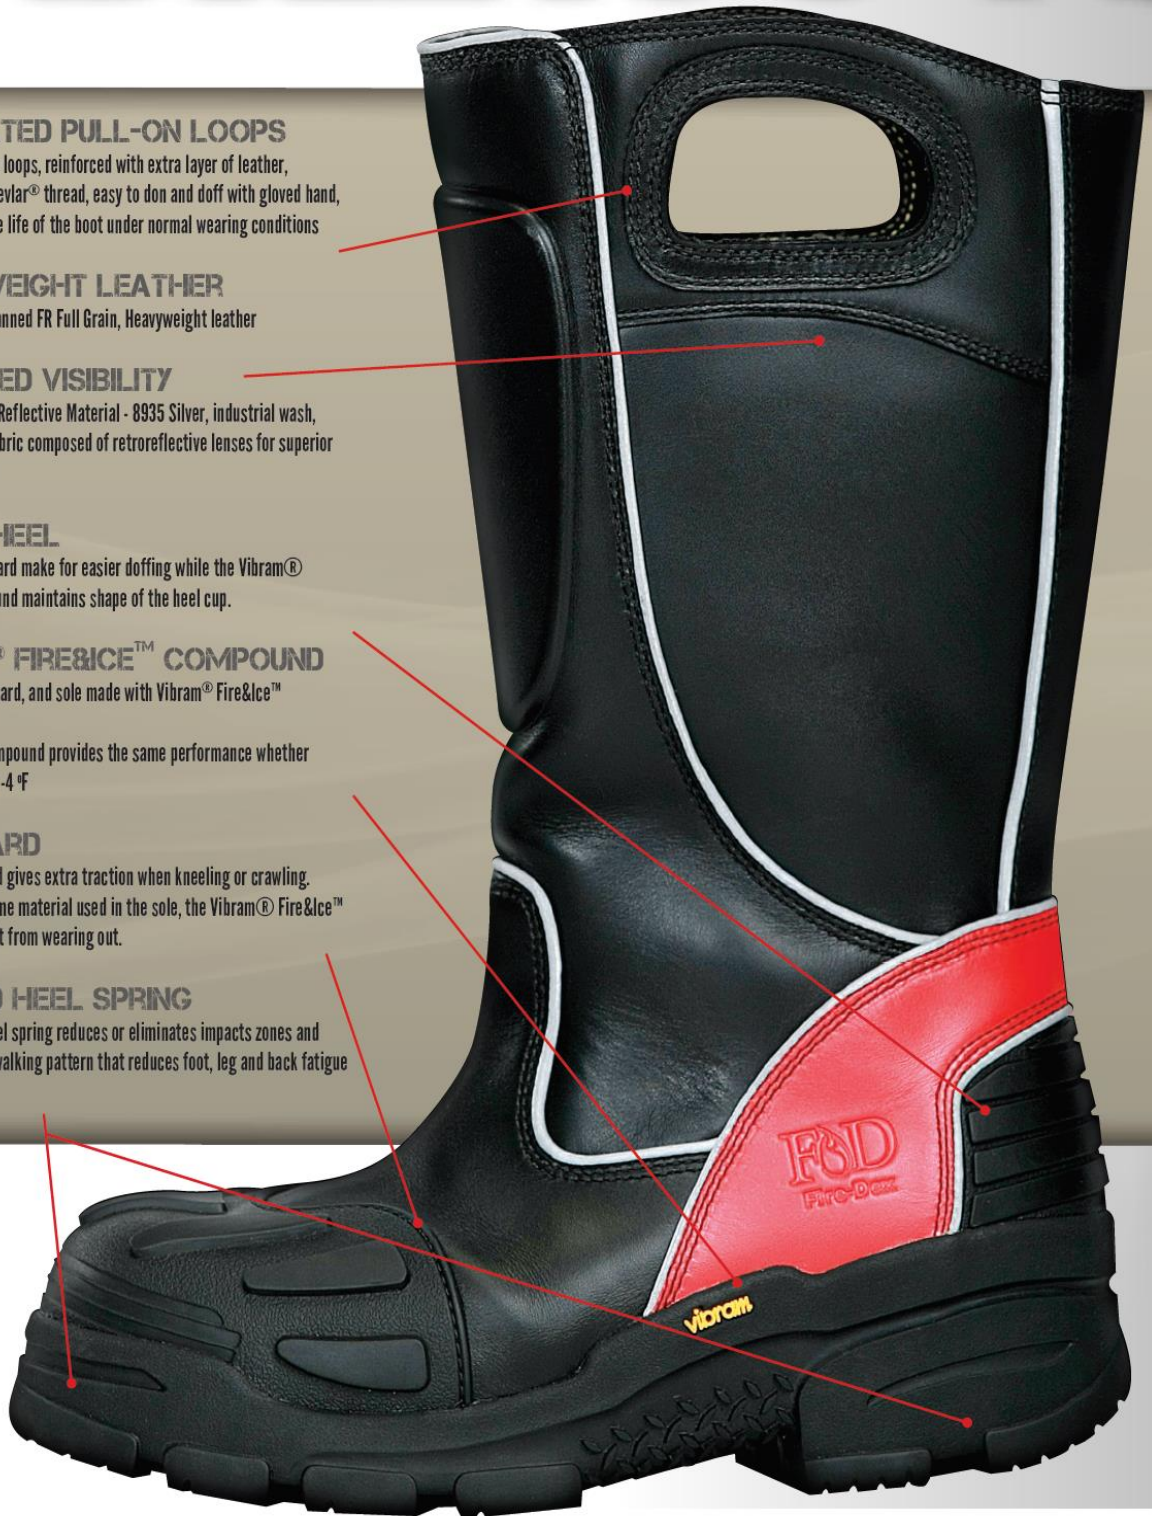 TED PULL-ON LOOPS
loops, reinforced with extra layer of leather,
evlar® thread, easy to don and doff with gloved hand,
e life of the boot under normal wearing conditions
WEIGHT LEATHER
nned FR Full Grain, Heavyweight leather
ED VISIBILITY
Reflective Material - 8935 Silver, industrial wash,
bric composed of retroreflective lenses for superior
HEEL
ard make for easier doffing while the Vibram®
und maintains shape of the heel cup.
® FIRE&ICE™ COMPOUND
ard, and sole made with Vibram® Fire&Ice™
mpound provides the same performance whether
-4 °F
ARD
l gives extra traction when kneeling or crawling.
me material used in the sole, the Vibram® Fire&Ice™
t from wearing out.
D HEEL SPRING
el spring reduces or eliminates impacts zones and
walking pattern that reduces foot, leg and back fatigue
FD
Fire-Dex
vibram